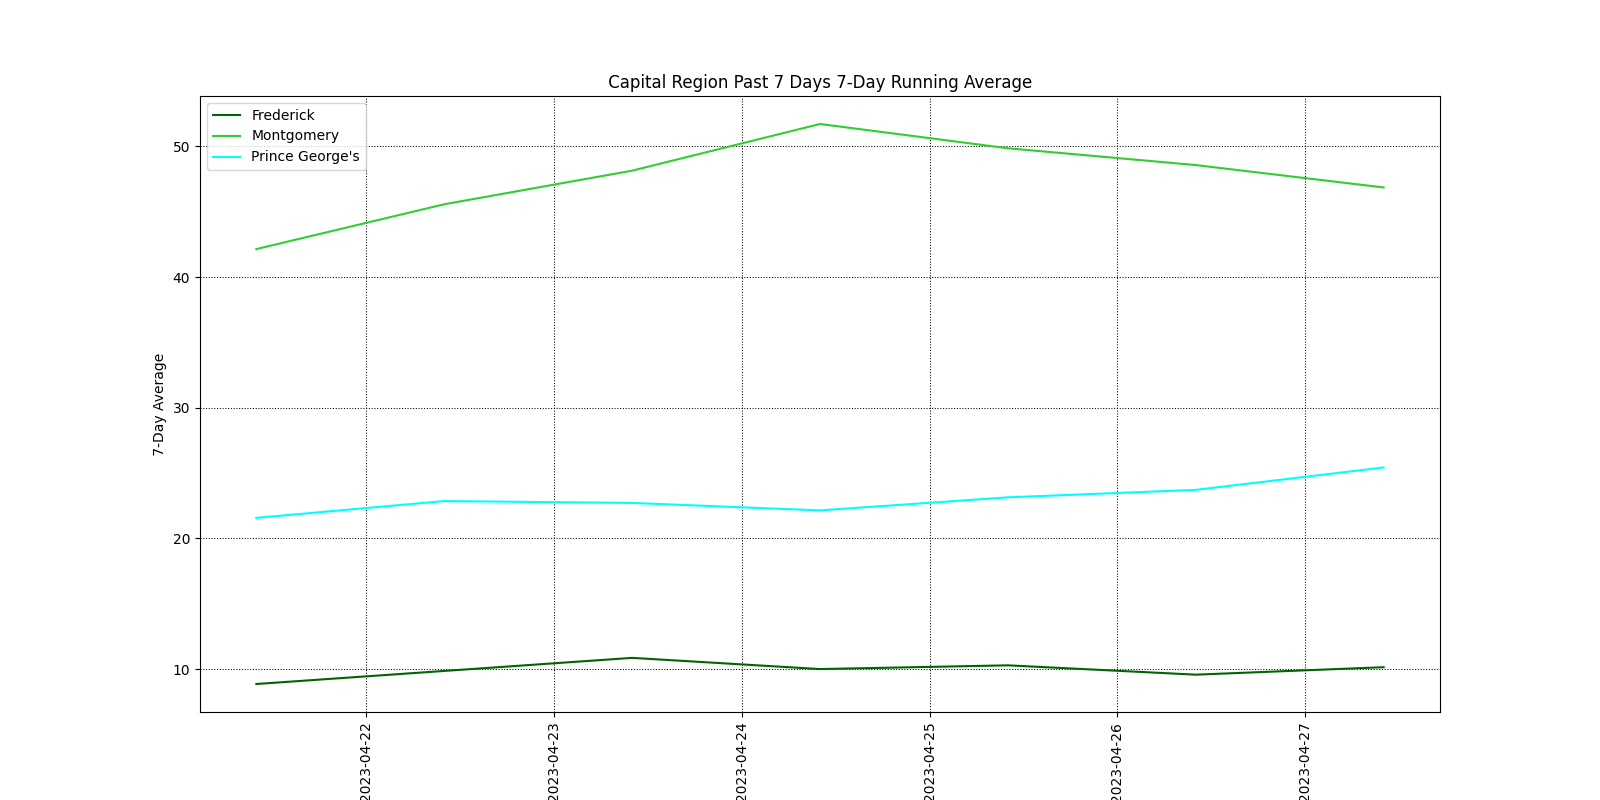 Capital Region Past 7 Days 7-Day Running Average
Frederick
Montgomery
Prince George's
7-Day Average
50
40
30
20
10
2023-04-22
2023-04-23
2023-04-24
2023-04-25
2023-04-26
2023-04-27